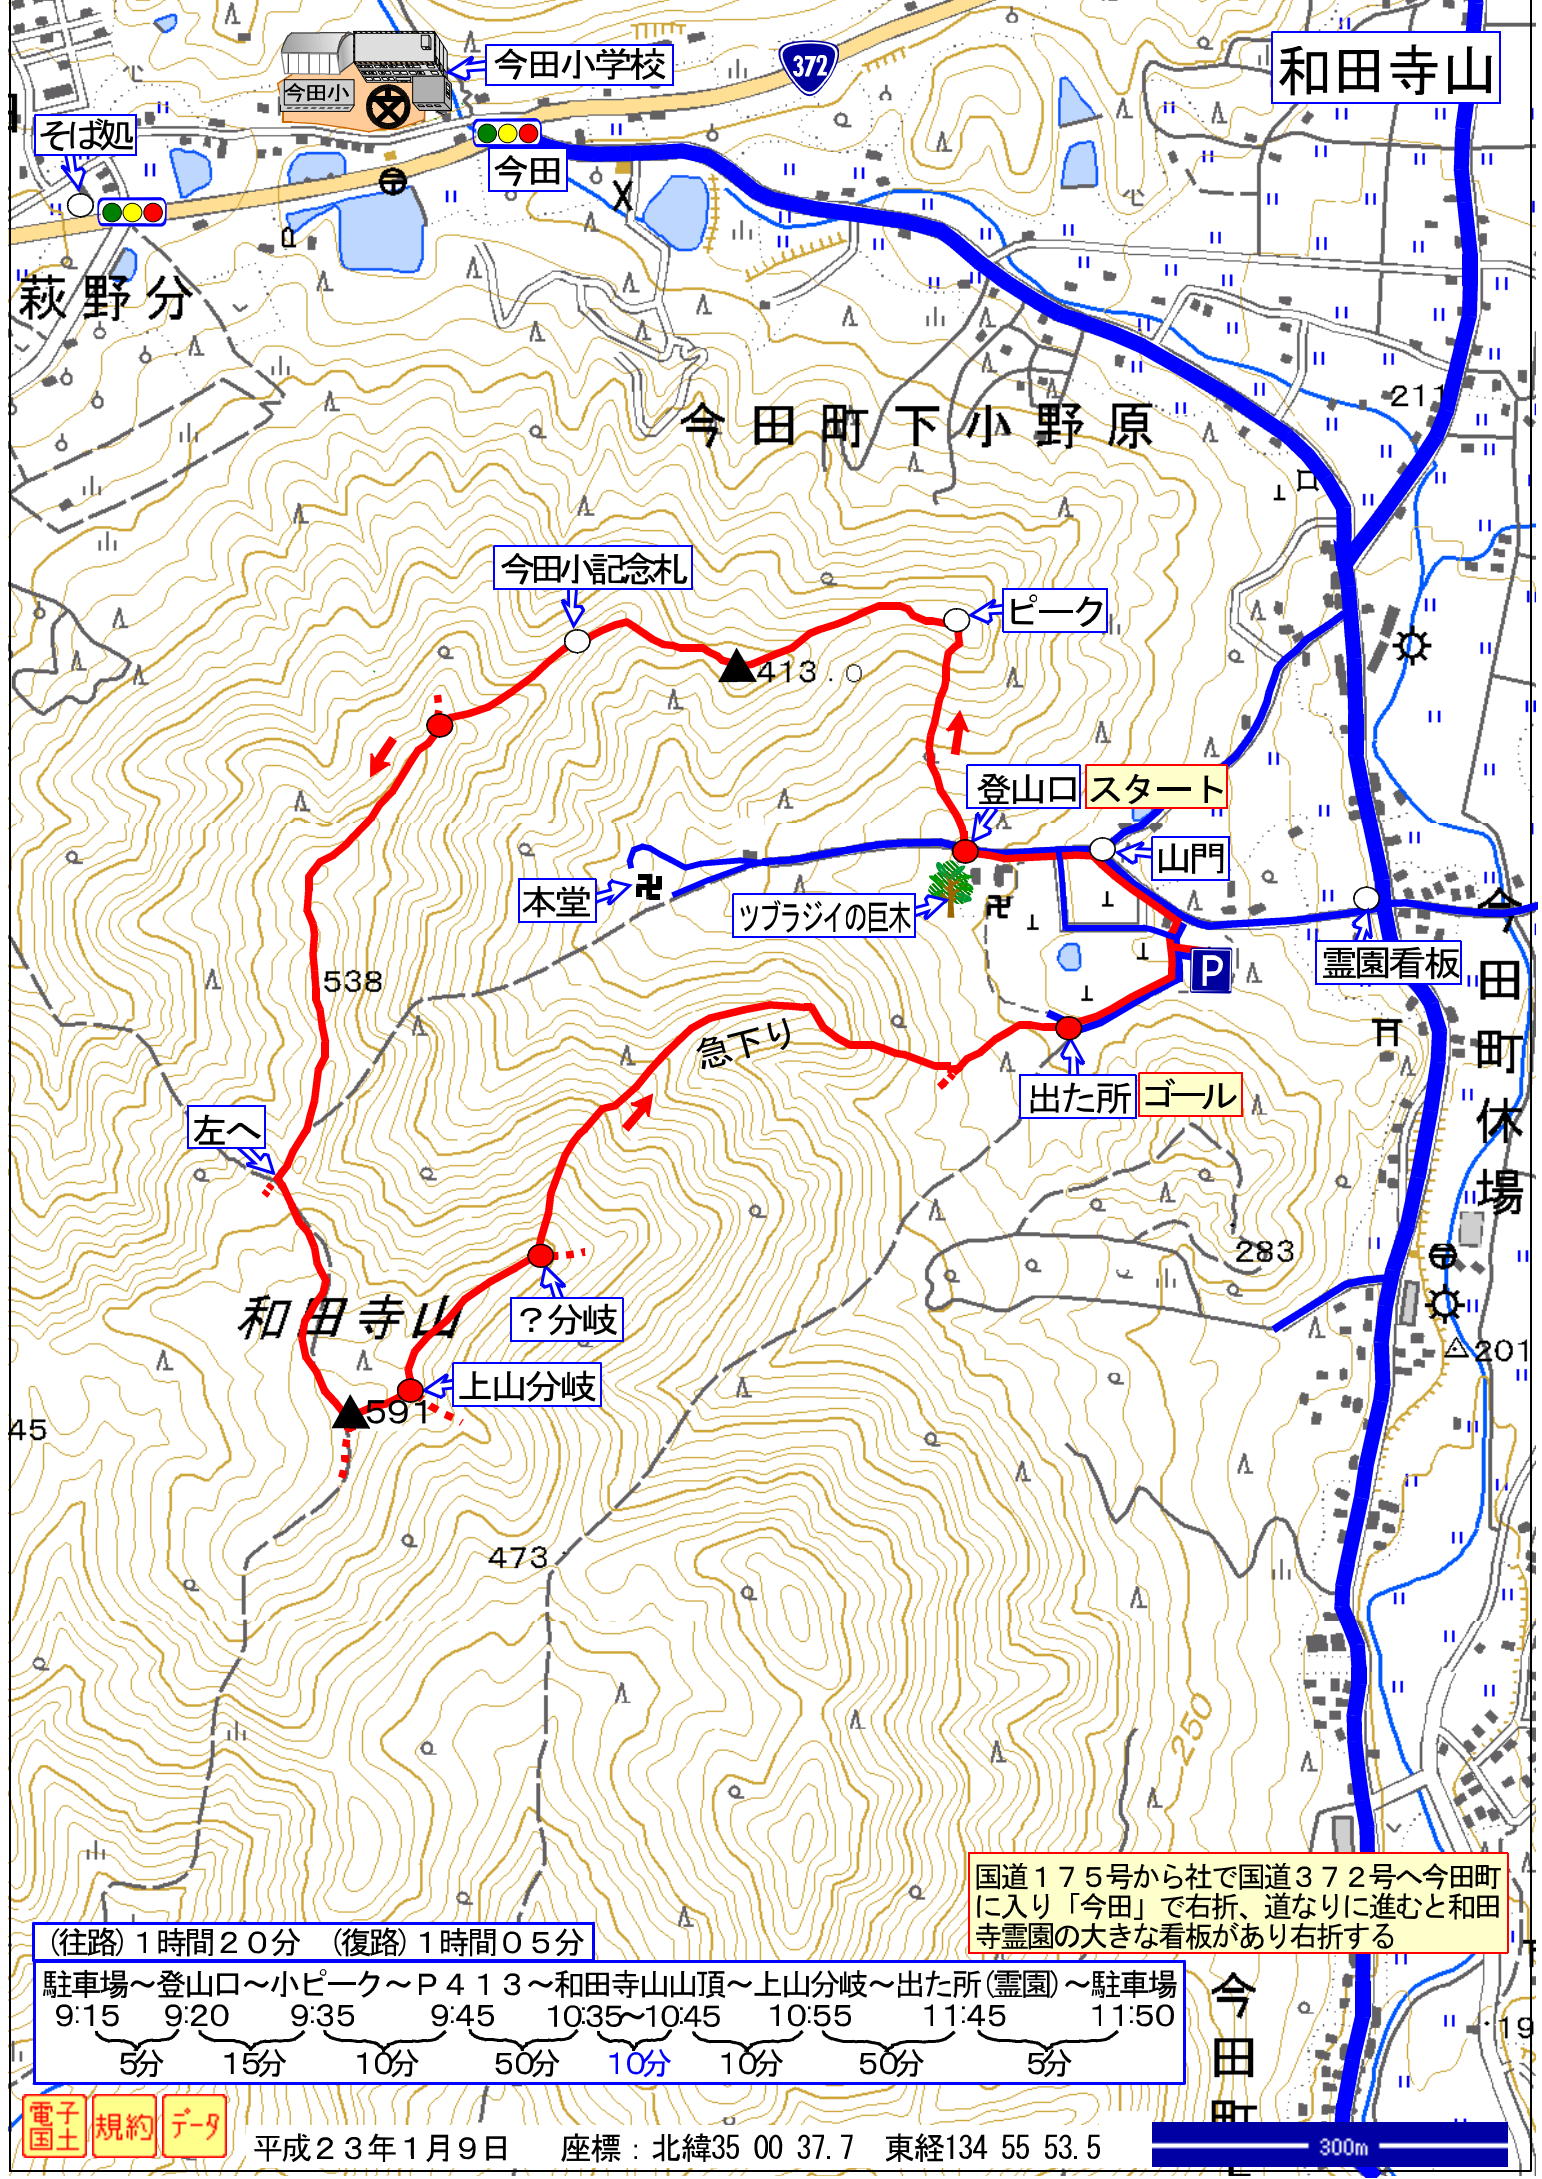 今田小学校
今田小
372
和田寺山
そば処
今田
萩野分
211
今田町下小野原
今田小記念札
ピーク
413.0
登山口
スタート
山門
本堂
ツブラジイの巨木
P
霊園看板
538
急下り
出た所
ゴール
今田町休場
左へ
283
和田寺山
?分岐
201
上山分岐
591
45
473
250
国道175号から社で国道372号へ今田町
に入り「今田」で右折、道なりに進むと和田
寺霊園の大きな看板があり右折する
(往路)1時間20分 (復路)1時間05分
駐車場~登山口~小ピーク~P413~和田寺山山頂~上山分岐~出た所(霊園)~駐車場
9:15 9:20 9:35 9:45 10:35~10:45 10:55 11:45 11:50
5分 15分 10分 50分 10分 10分 50分 5分
今田町
19
電子国土
規約
データ
平成23年1月9日 座標:北緯35 00 37.7 東経134 55 53.5
300m